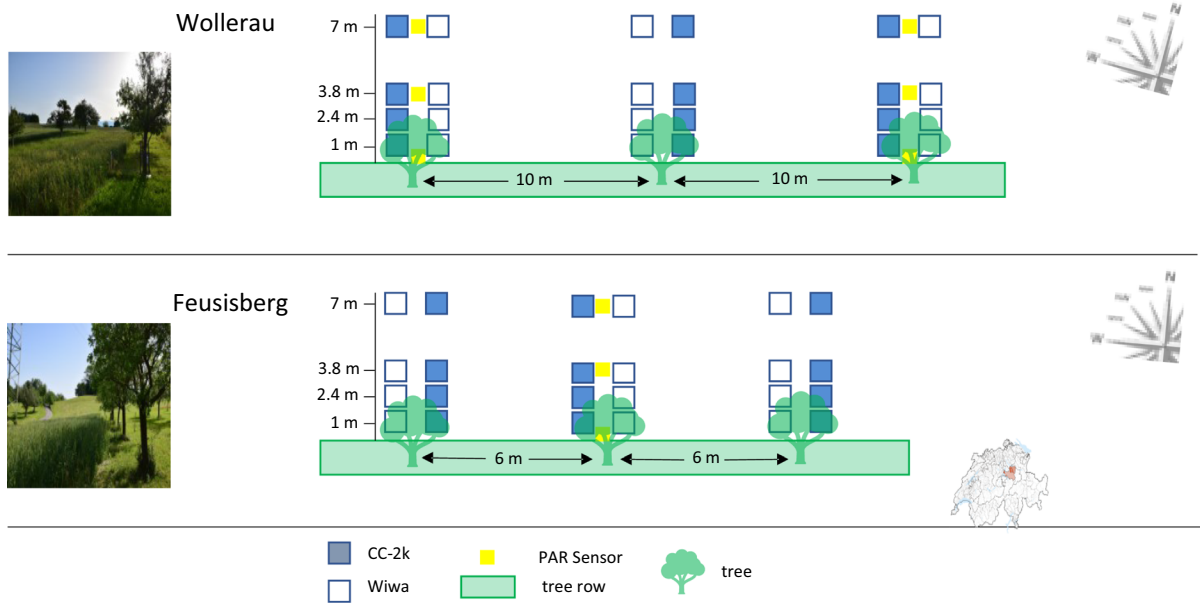 Wollerau
7 m
3.8 m
2.4 m
1 m
10 m
10 m
Feusisberg
7 m
3.8 m
2.4 m
1 m
6 m
6 m
CC-2k
PAR Sensor
tree
Wiwa
tree row